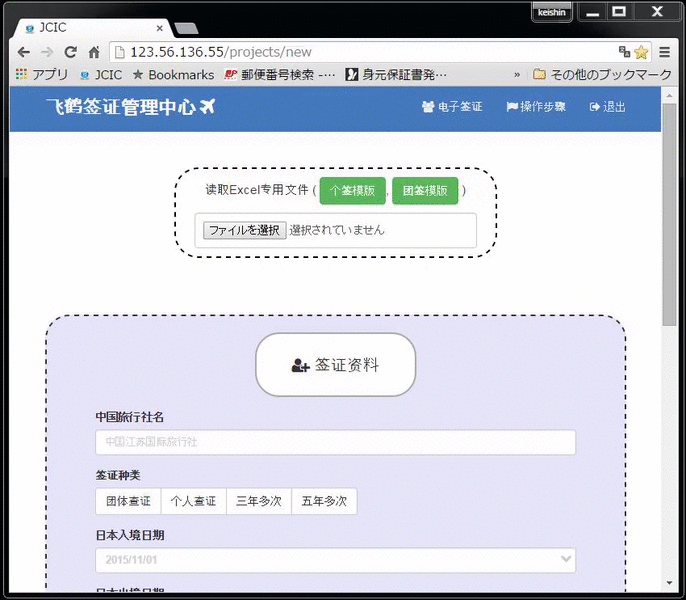 keishin
JCIC
123.56.136.55/projects/new
アプリ JCIC Bookmarks 郵便番号検索 -･･･ 身元保証書発･･･ » その他のブックマーク
飞鹤签证管理中心 电子签证 操作步骤 退出
读取Excel专用文件 ( 个签模版 , 团签模版 )
ファイルを選択 選択されていません
签证资料
中国旅行社名
中国江苏国际旅行社
签证种类
团体查证 个人查证 三年多次 五年多次
日本入境日期
2015/11/01
日本出境日期